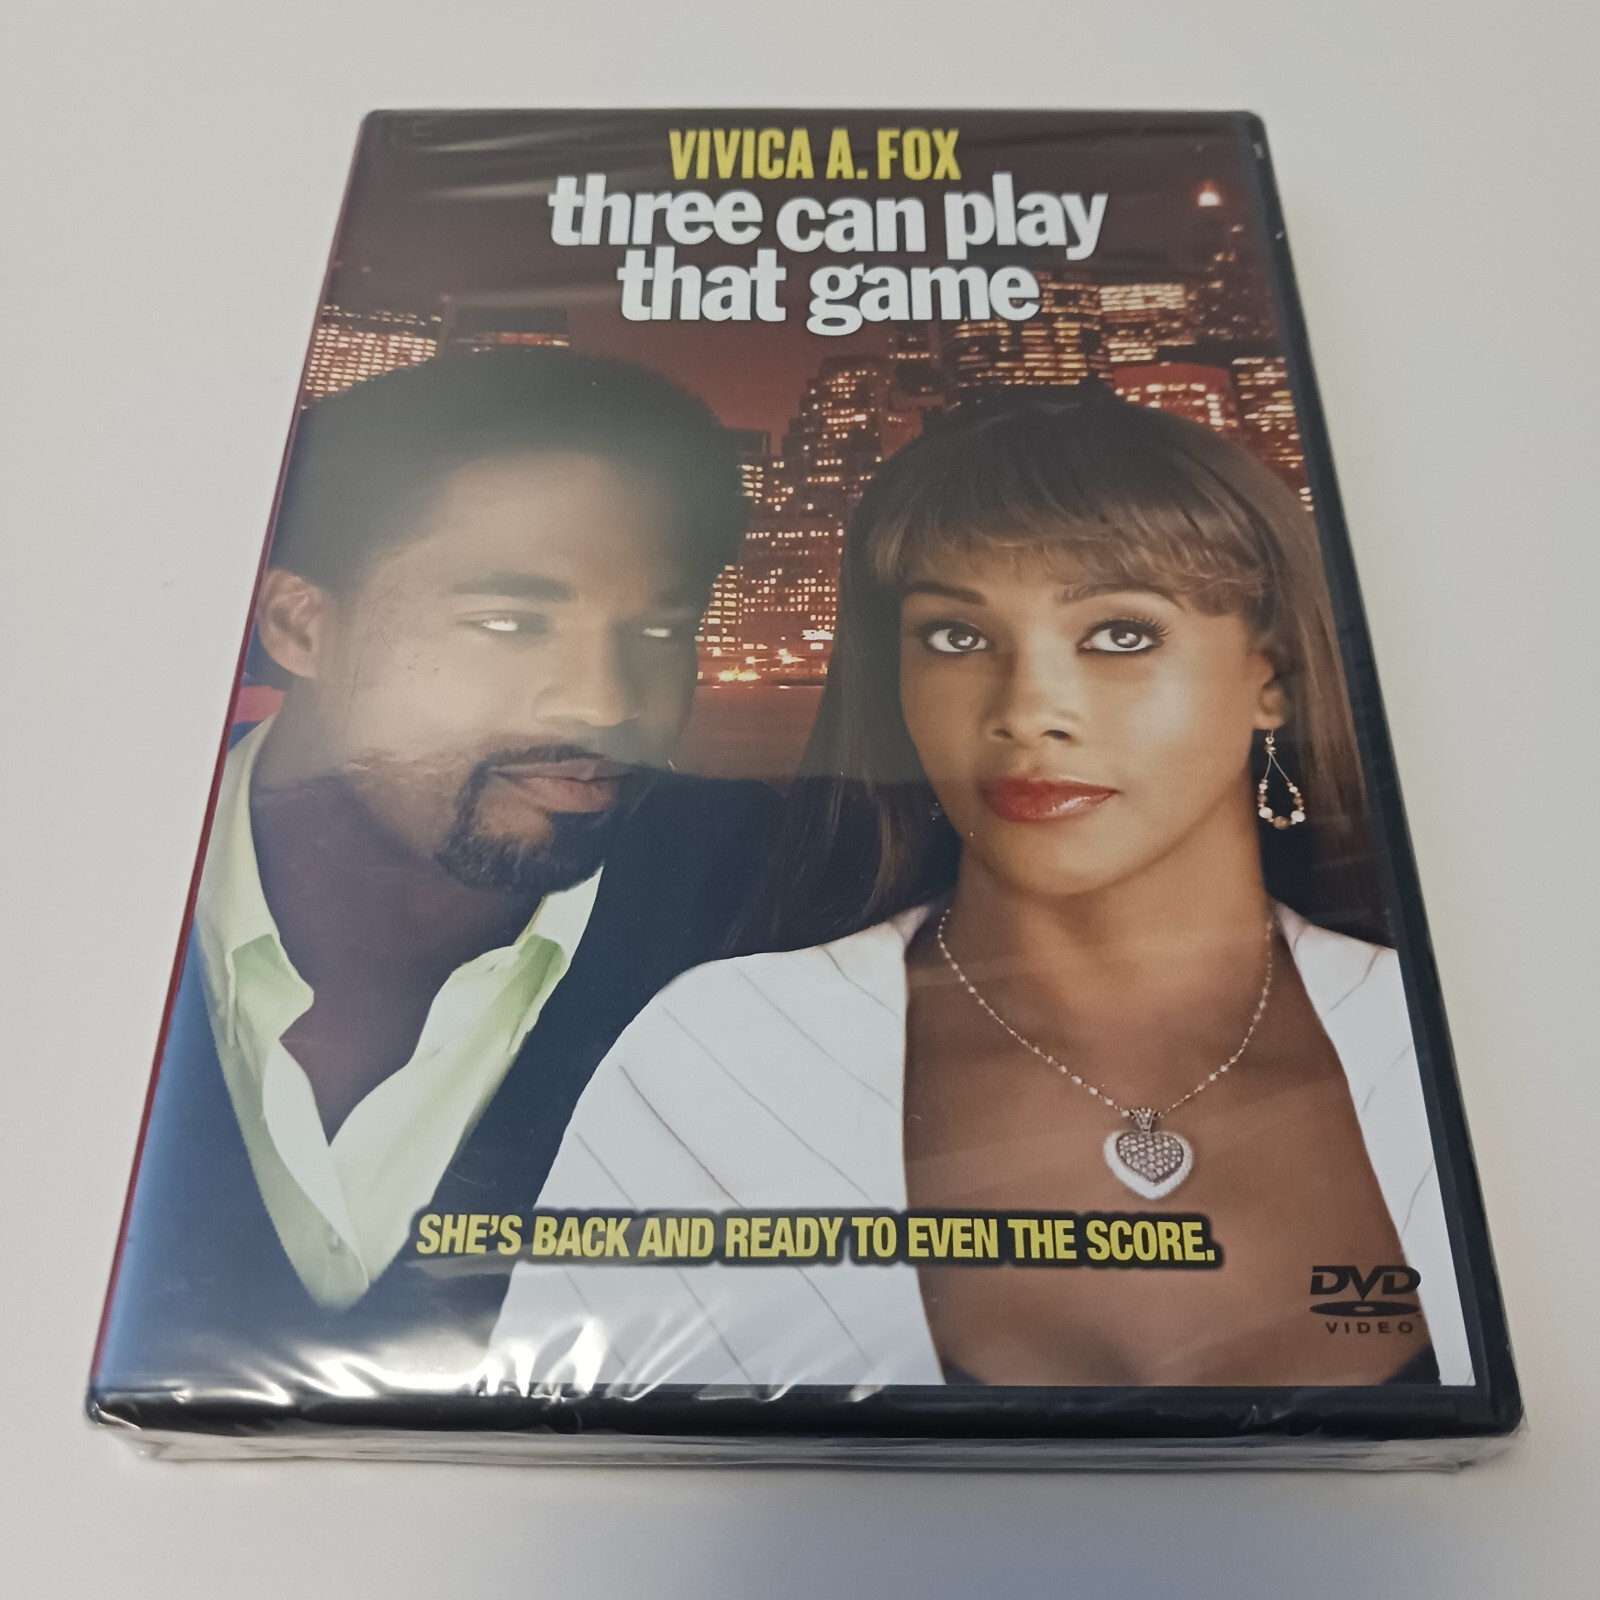 VIVICA A. FOX
three can play
that game
SHE'S BACK AND READY TO EVEN THE SCORE.
DVD
VIDEO